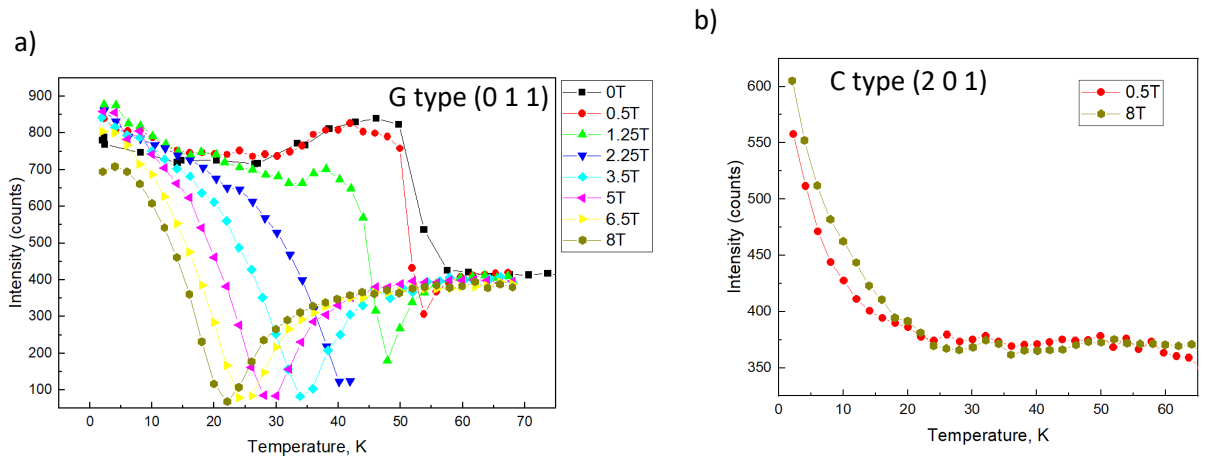 a)
G type (0 1 1)
900
800
700
600
500
400
300
200
100
Intensity (counts)
0 10 20 30 40 50 60 70
Temperature, K
0T
0.5T
1.25T
2.25T
3.5T
5T
6.5T
8T
b)
C type (2 0 1)
600
550
500
450
400
350
Intensity (counts)
0 10 20 30 40 50 60
Temperature, K
0.5T
8T